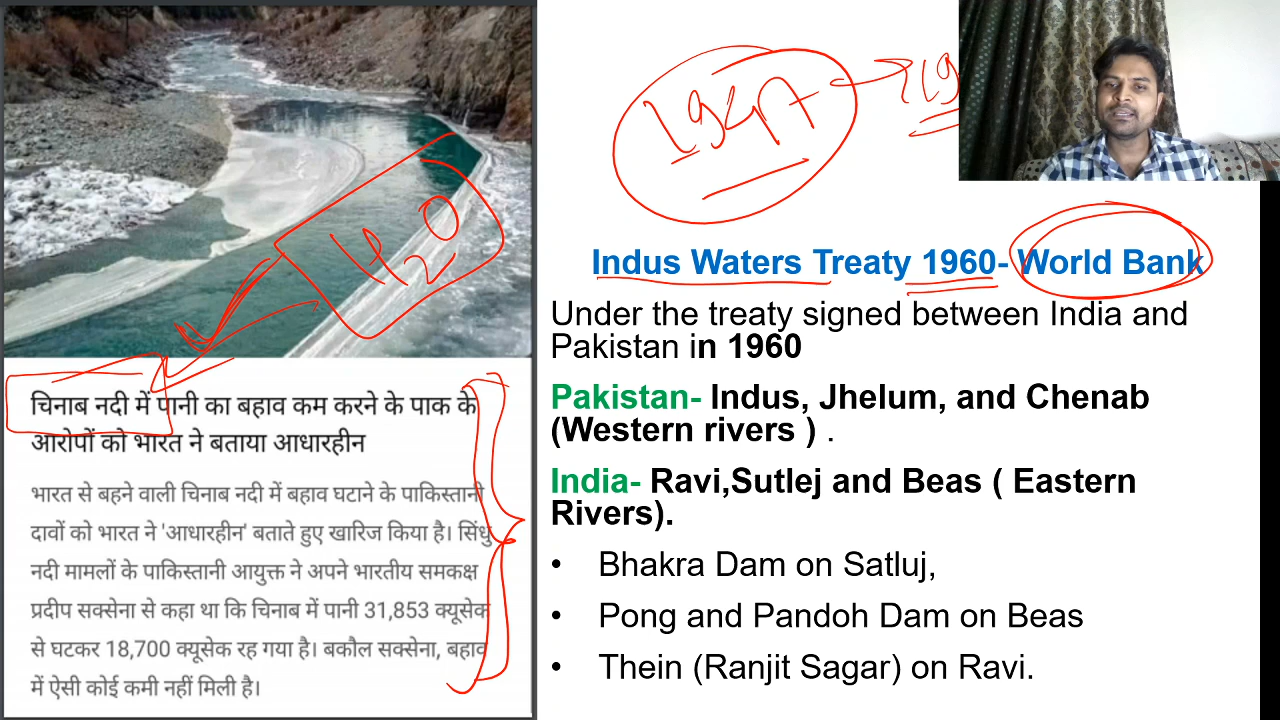 चिनाब नदी में पानी का बहाव कम करने के पाक के
आरोपों को भारत ने बताया आधारहीन
भारत से बहने वाली चिनाब नदी में बहाव घटाने के पाकिस्तानी
दावों को भारत ने 'आधारहीन' बताते हुए खारिज किया है। सिंधु
नदी मामलों के पाकिस्तानी आयुक्त ने अपने भारतीय समकक्ष
प्रदीप सक्सेना से कहा था कि चिनाब में पानी 31,853 क्यूसेक
से घटकर 18,700 क्यूसेक रह गया है। बकौल सक्सेना, बहाव
में ऐसी कोई कमी नहीं मिली है।
1947
Indus Waters Treaty 1960- World Bank
Under the treaty signed between India and
Pakistan in 1960
Pakistan- Indus, Jhelum, and Chenab
(Western rivers ) .
India- Ravi,Sutlej and Beas ( Eastern
Rivers).
• Bhakra Dam on Satluj,
• Pong and Pandoh Dam on Beas
• Thein (Ranjit Sagar) on Ravi.